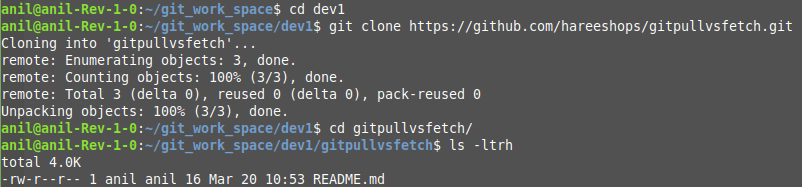 anil@anil-Rev-1-0:~/git_work_space$ cd dev1
anil@anil-Rev-1-0:~/git_work_space/dev1$ git clone https://github.com/hareeshops/gitpullvsfetch.git
Cloning into 'gitpullvsfetch'...
remote: Enumerating objects: 3, done.
remote: Counting objects: 100% (3/3), done.
remote: Total 3 (delta 0), reused 0 (delta 0), pack-reused 0
Unpacking objects: 100% (3/3), done.
anil@anil-Rev-1-0:~/git_work_space/dev1$ cd gitpullvsfetch/
anil@anil-Rev-1-0:~/git_work_space/dev1/gitpullvsfetch$ ls -ltrh
total 4.0K
-rw-r--r-- 1 anil anil 16 Mar 20 10:53 README.md